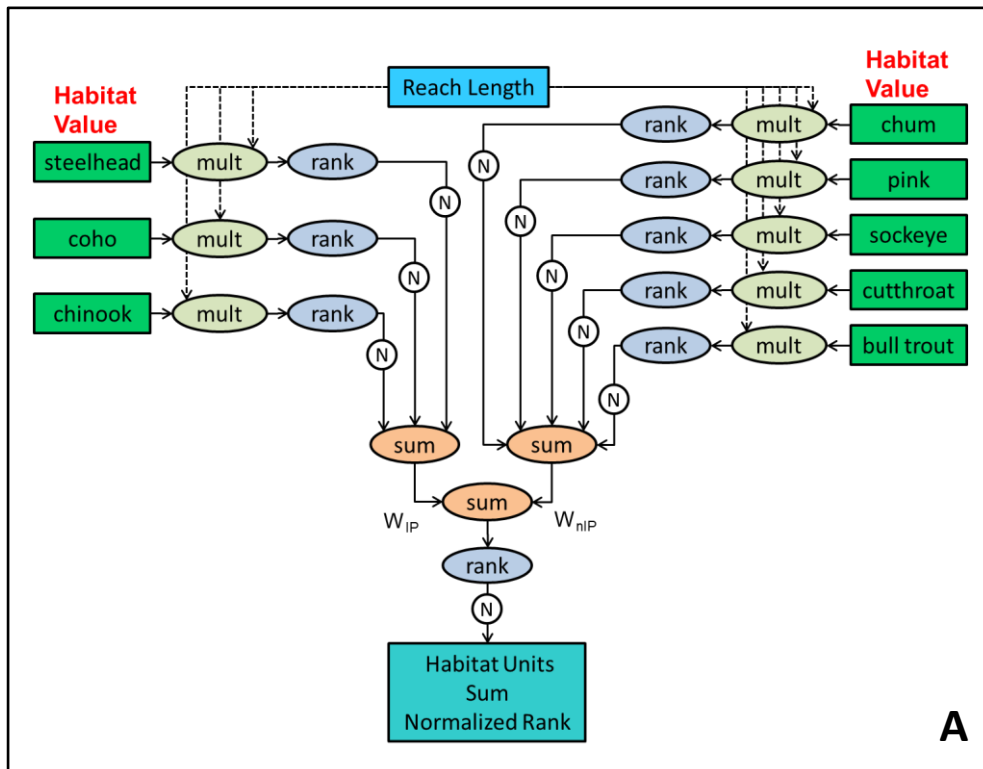 Reach Length
Habitat
Value
Habitat
Value
steelhead
mult
rank
N
coho
mult
rank
N
chinook
mult
rank
N
N
rank
mult
chum
N
rank
mult
pink
N
rank
mult
sockeye
N
rank
mult
cutthroat
N
rank
mult
bull trout
sum
sum
sum
W_IP
W_nIP
rank
N
Habitat Units
Sum
Normalized Rank
A